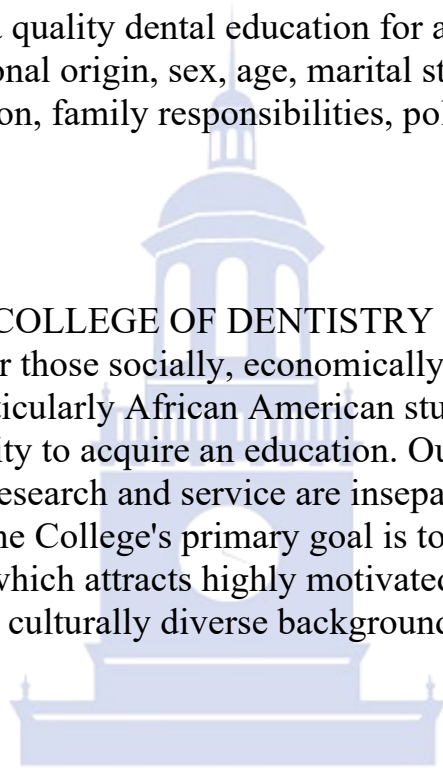 quality dental education for a
onal origin, sex, age, marital st
on, family responsibilities, pol
COLLEGE OF DENTISTRY
r those socially, economically
ticularly African American stu
ity to acquire an education. Ou
esearch and service are insepa
ne College's primary goal is to
which attracts highly motivated
culturally diverse background